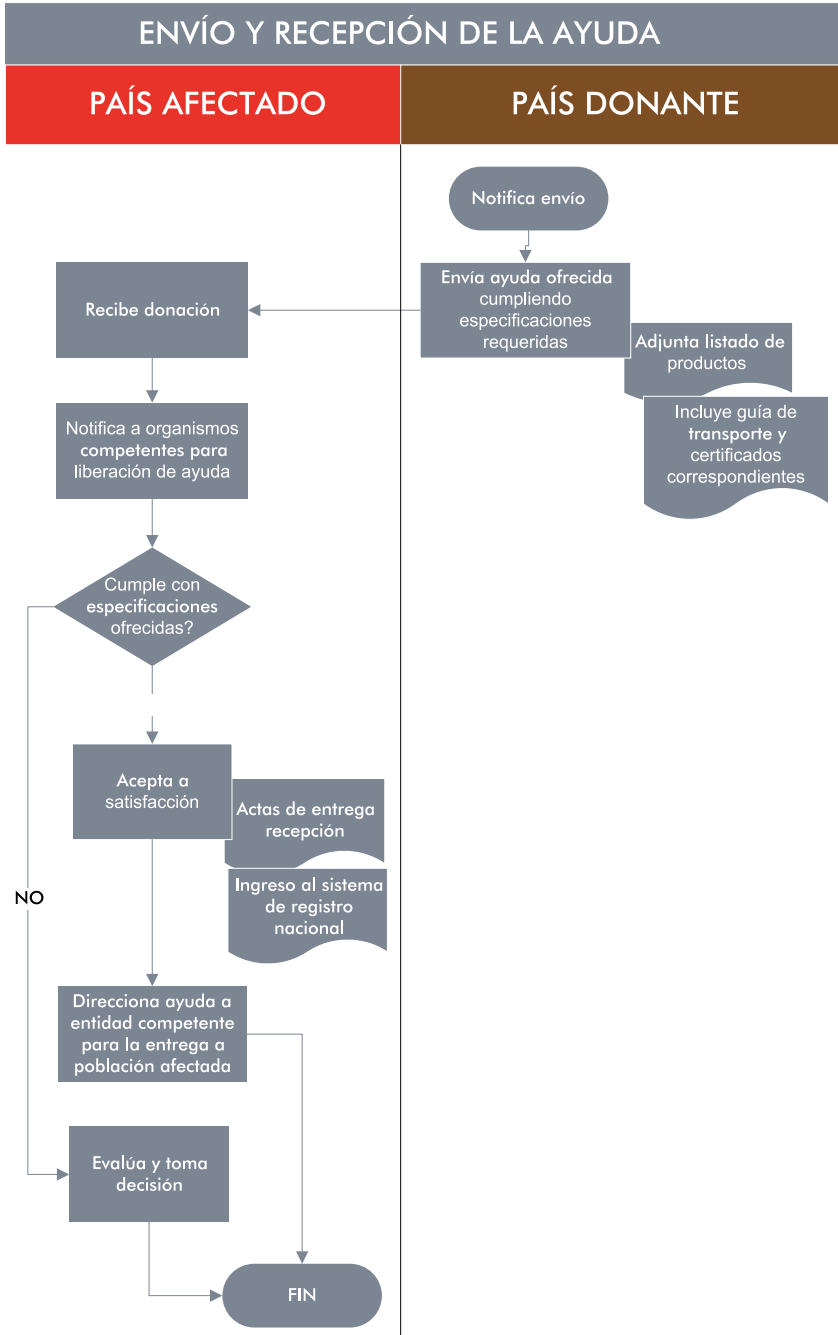 ENVÍO Y RECEPCIÓN DE LA AYUDA
PAÍS AFECTADO
PAÍS DONANTE
Notifica envío
Envía ayuda ofrecida
cumpliendo
especificaciones
requeridas
Adjunta listado de
productos
Incluye guía de
transporte y
certificados
correspondientes
Recibe donación
Notifica a organismos
competentes para
liberación de ayuda
Cumple con
especificaciones
ofrecidas?
Acepta a
satisfacción
Actas de entrega
recepción
Ingreso al sistema
de registro
nacional
NO
Direcciona ayuda a
entidad competente
para la entrega a
población afectada
Evalúa y toma
decisión
FIN